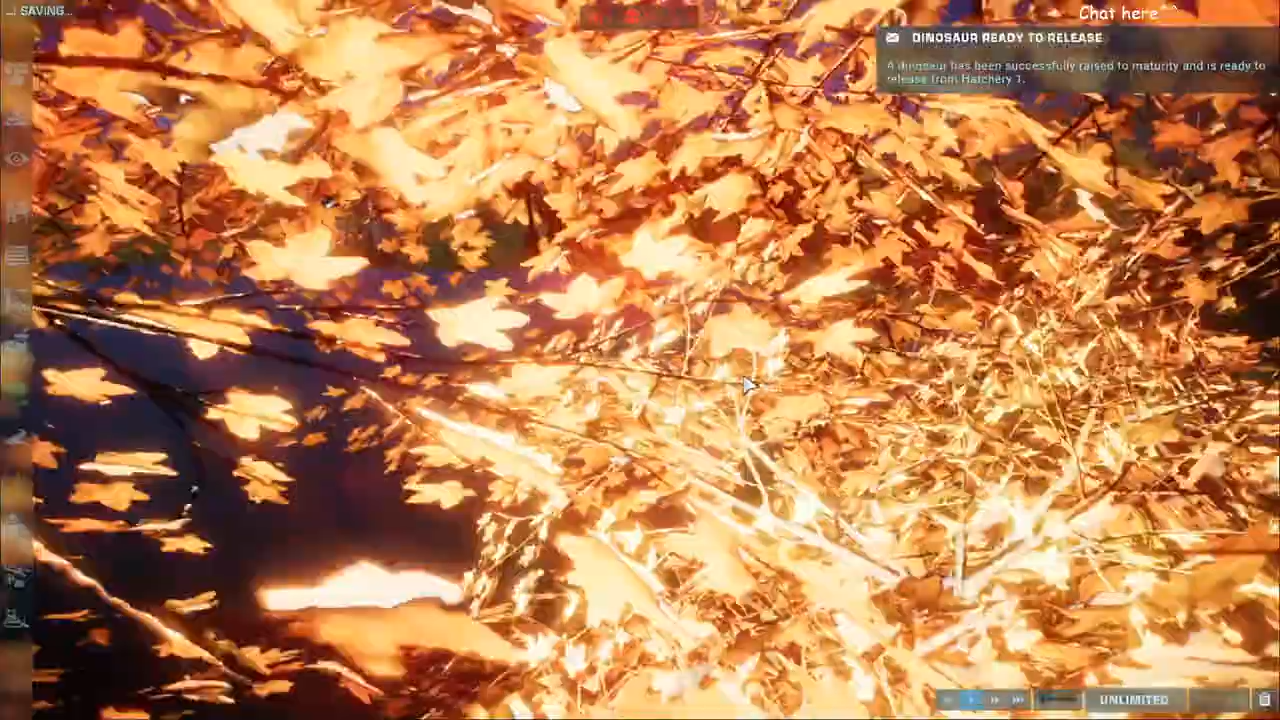 ... SAVING...
Chat here^^
DINOSAUR READY TO RELEASE
A dinosaur has been successfully raised to maturity and is ready to
release from Hatchery 1.
UNLIMITED